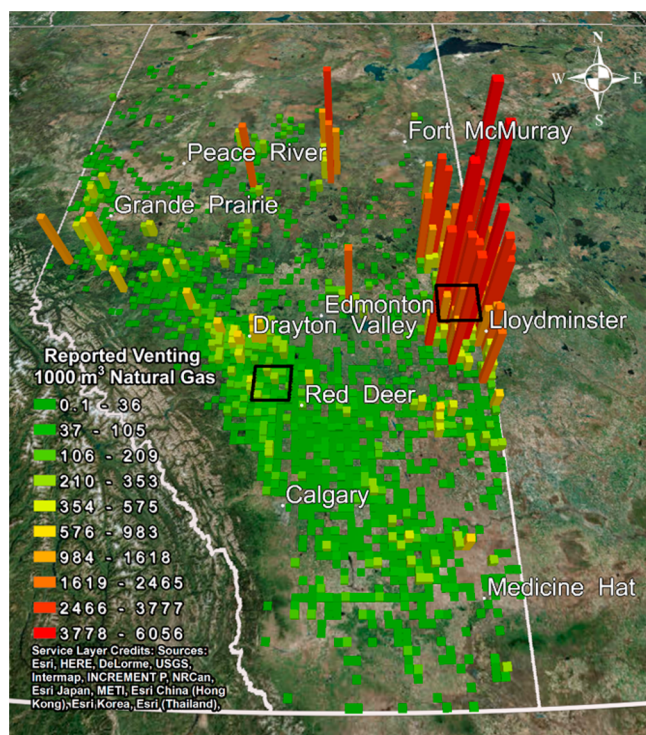 N
W E
S
Fort McMurray
Peace River
Grande Prairie
Edmonton
Drayton Valley
Lloydminster
Reported Venting
1000 m³ Natural Gas
0.1 - 36
37 - 105
106 - 209
210 - 353
354 - 575
576 - 983
984 - 1618
1619 - 2465
2466 - 3777
3778 - 6056
Red Deer
Calgary
Medicine Hat
Service Layer Credits: Sources:
Esri, HERE, DeLorme, USGS,
Intermap, INCREMENT P, NRCan,
Esri Japan, METI, Esri China (Hong
Kong), Esri Korea, Esri (Thailand),